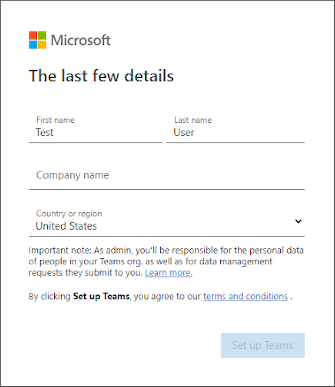 Microsoft
The last few details
First name
Last name
Test
User
Company name
Country or region
United States
Important note: As admin, you'll be responsible for the personal data
of people in your Teams org, as well as for data management
requests they submit to you. Learn more.
By clicking Set up Teams, you agree to our terms and conditions .
Set up Teams